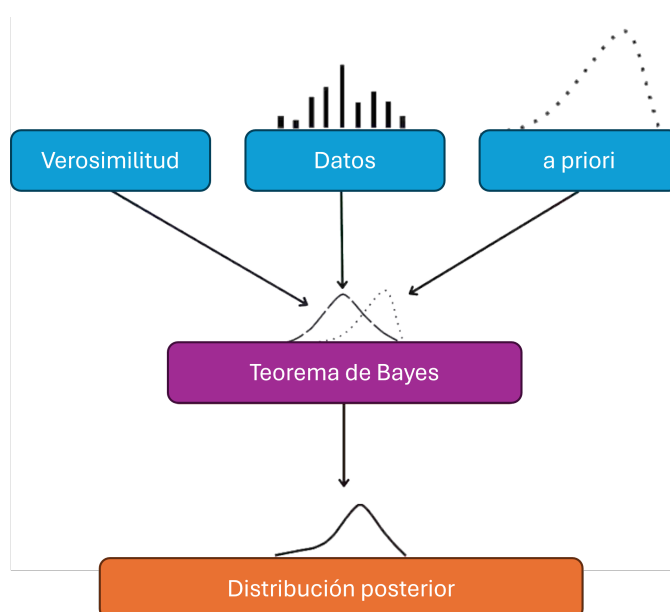 Verosimilitud
Datos
a priori
Teorema de Bayes
Distribución posterior